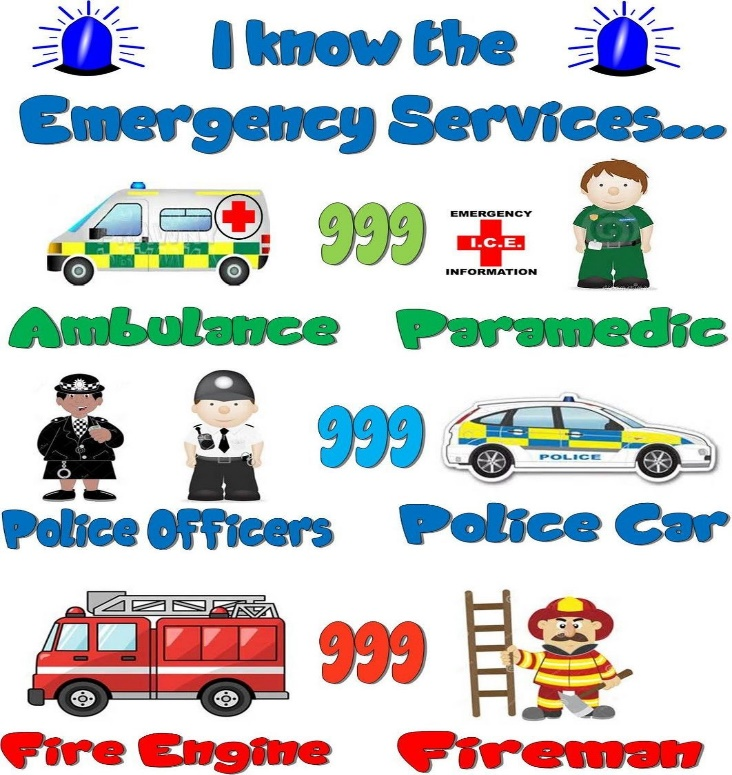 I know the
Emergency Services...
999
EMERGENCY
I.C.E.
INFORMATION
Ambulance
Paramedic
999
POLICE
Police Officers
Police Car
999
Fire Engine
Fireman